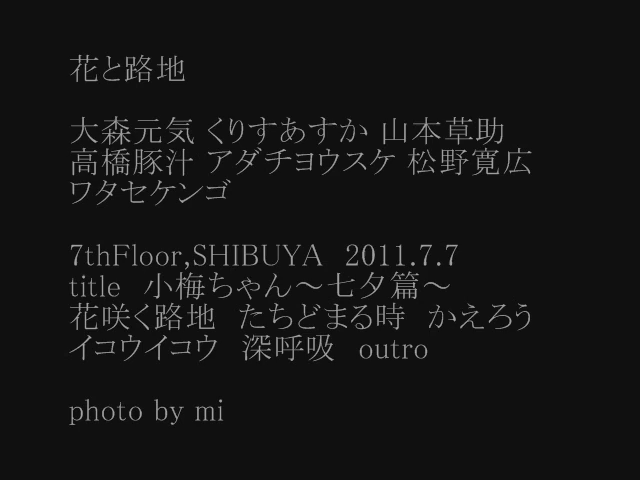 花と路地
大森元気 くりすあすか 山本草助
高橋豚汁 アダチヨウスケ 松野寛広
ワタセケンゴ
7thFloor,SHIBUYA 2011.7.7
title 小梅ちゃん～七夕篇～
花咲く路地 たちどまる時 かえろう
イコウイコウ 深呼吸 outro
photo by mi